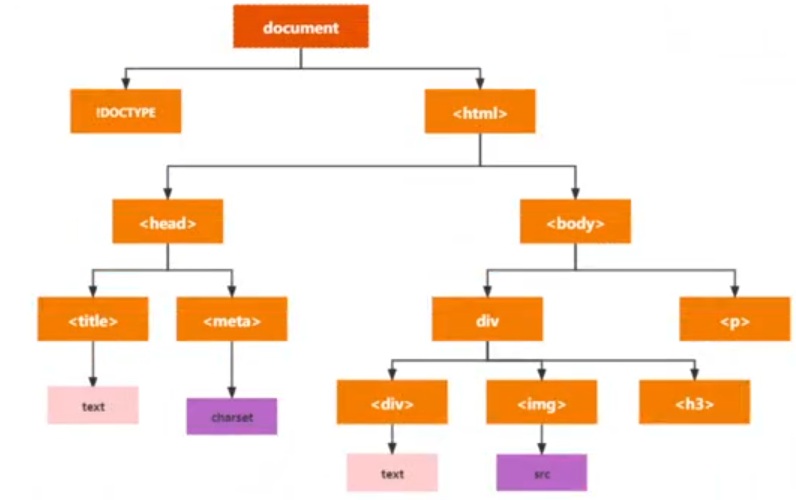 document
!DOCTYPE
<html>
<head>
<body>
<title>
<meta>
div
<p>
text
charset
<div>
<img>
<h3>
text
src